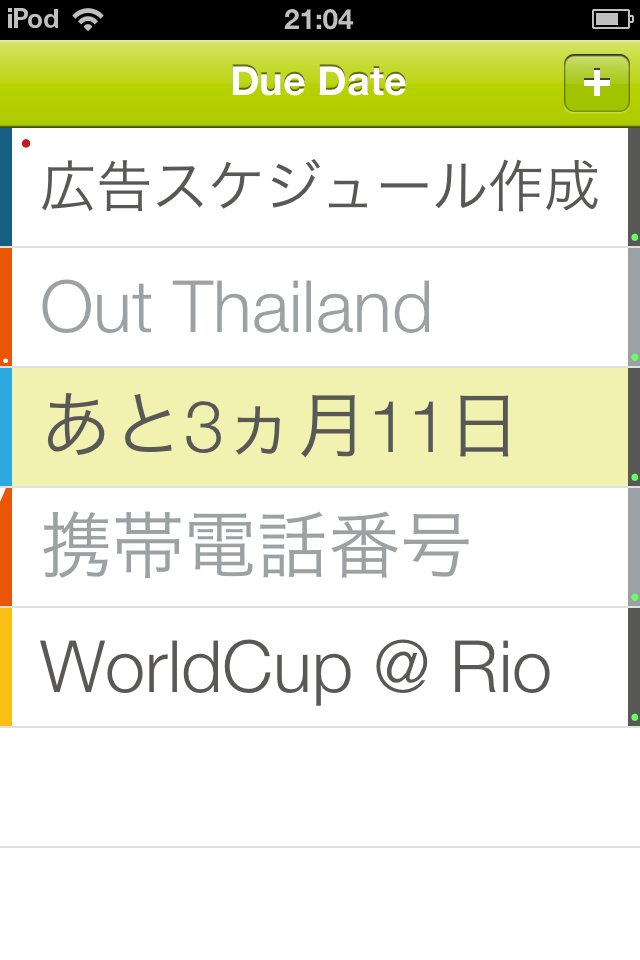 iPod 21:04
Due Date +
広告スケジュール作成
Out Thailand
あと3ヵ月11日
携帯電話番号
WorldCup @ Rio